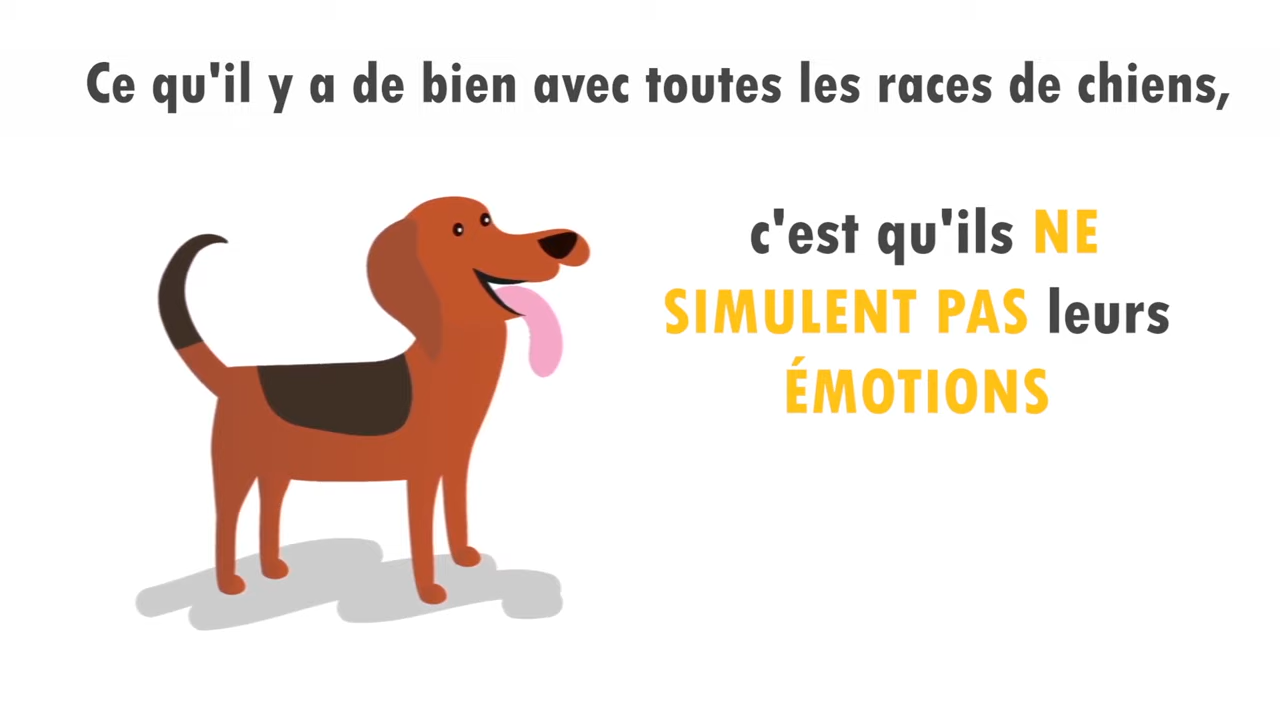 Ce qu'il y a de bien avec toutes les races de chiens,
c'est qu'ils NE
SIMULENT PAS leurs
ÉMOTIONS